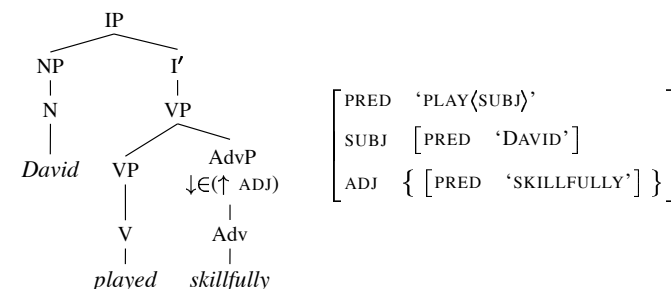 IP
NP I′
N VP
David VP AdvP
↓∈(↑ ADJ)
V Adv
played skillfully
PRED ‘PLAY⟨SUBJ⟩’
SUBJ [PRED ‘DAVID’]
ADJ { [PRED ‘SKILLFULLY’] }